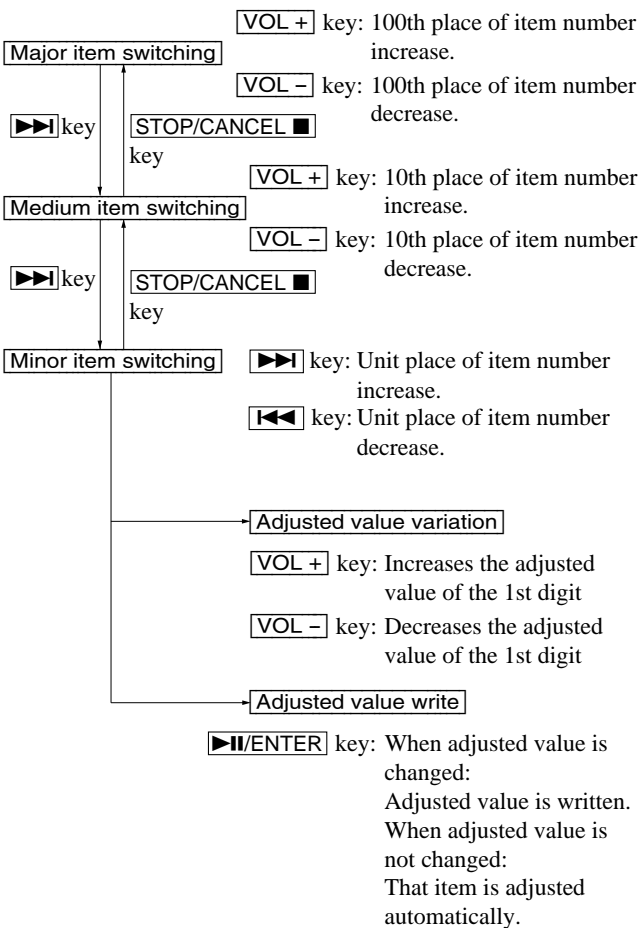 VOL + key: 100th place of item number
increase.
Major item switching
VOL – key: 100th place of item number
decrease.
▶▶I key
STOP/CANCEL ■
key
VOL + key: 10th place of item number
increase.
Medium item switching
VOL – key: 10th place of item number
decrease.
▶▶I key
STOP/CANCEL ■
key
Minor item switching
▶▶I key: Unit place of item number
increase.
I◀◀ key: Unit place of item number
decrease.
Adjusted value variation
VOL + key: Increases the adjusted
value of the 1st digit
VOL – key: Decreases the adjusted
value of the 1st digit
Adjusted value write
▶II/ENTER key: When adjusted value is
changed:
Adjusted value is written.
When adjusted value is
not changed:
That item is adjusted
automatically.